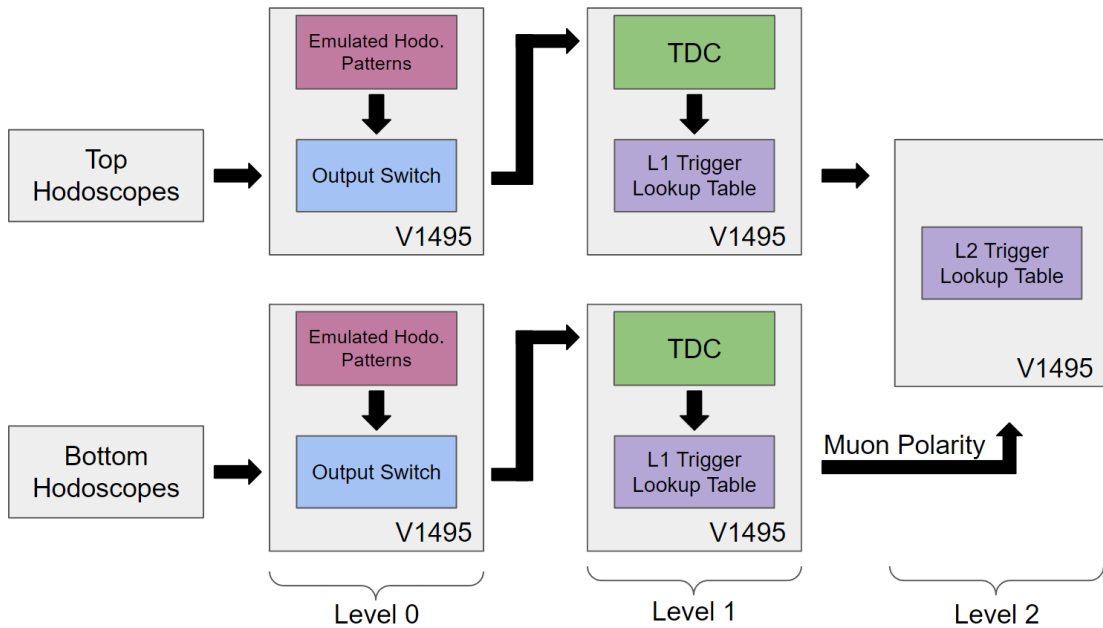 Top
Hodoscopes
Emulated Hodo.
Patterns
Output Switch
V1495
TDC
L1 Trigger
Lookup Table
V1495
L2 Trigger
Lookup Table
V1495
Bottom
Hodoscopes
Emulated Hodo.
Patterns
Output Switch
V1495
TDC
L1 Trigger
Lookup Table
V1495
Muon Polarity
Level 0
Level 1
Level 2